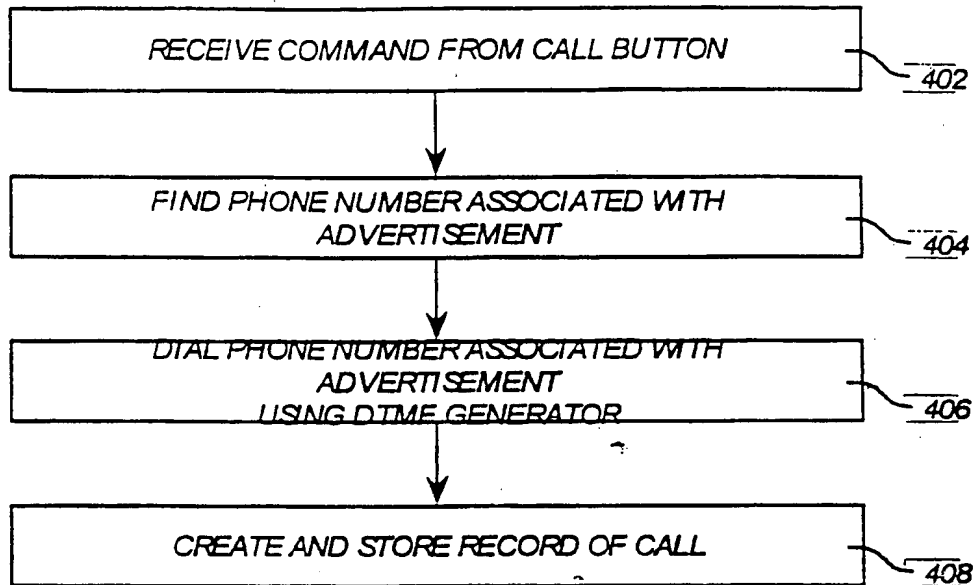 RECEIVE COMMAND FROM CALL BUTTON
402
FIND PHONE NUMBER ASSOCIATED WITH
ADVERTISEMENT
404
DIAL PHONE NUMBER ASSOCIATED WITH
ADVERTISEMENT
USING DTMF GENERATOR
406
CREATE AND STORE RECORD OF CALL
408